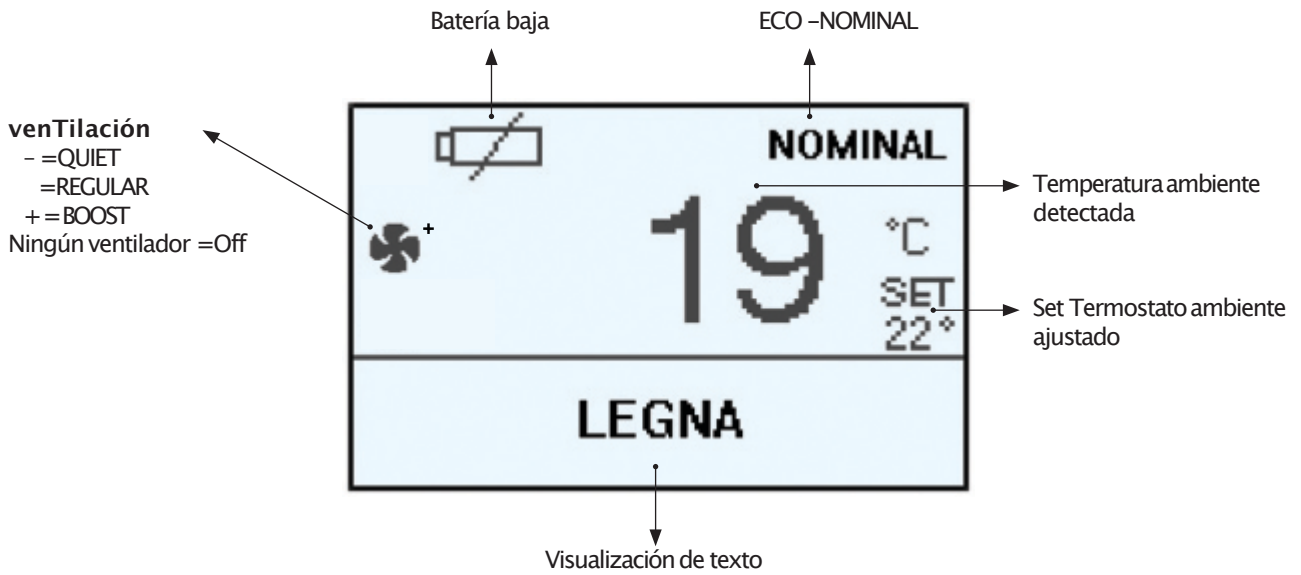 Batería baja
ECO –NOMINAL
venTilación
– =QUIET
=REGULAR
+ = BOOST
Ningún ventilador =Off
NOMINAL
+
19
°C
SET
22°
Temperatura ambiente
detectada
Set Termostato ambiente
ajustado
LEGNA
Visualización de texto